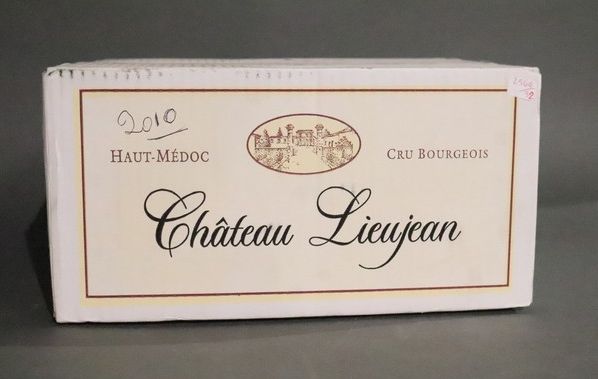 2010
HAUT-MÉDOC
CRU BOURGEOIS
Château Lieujean